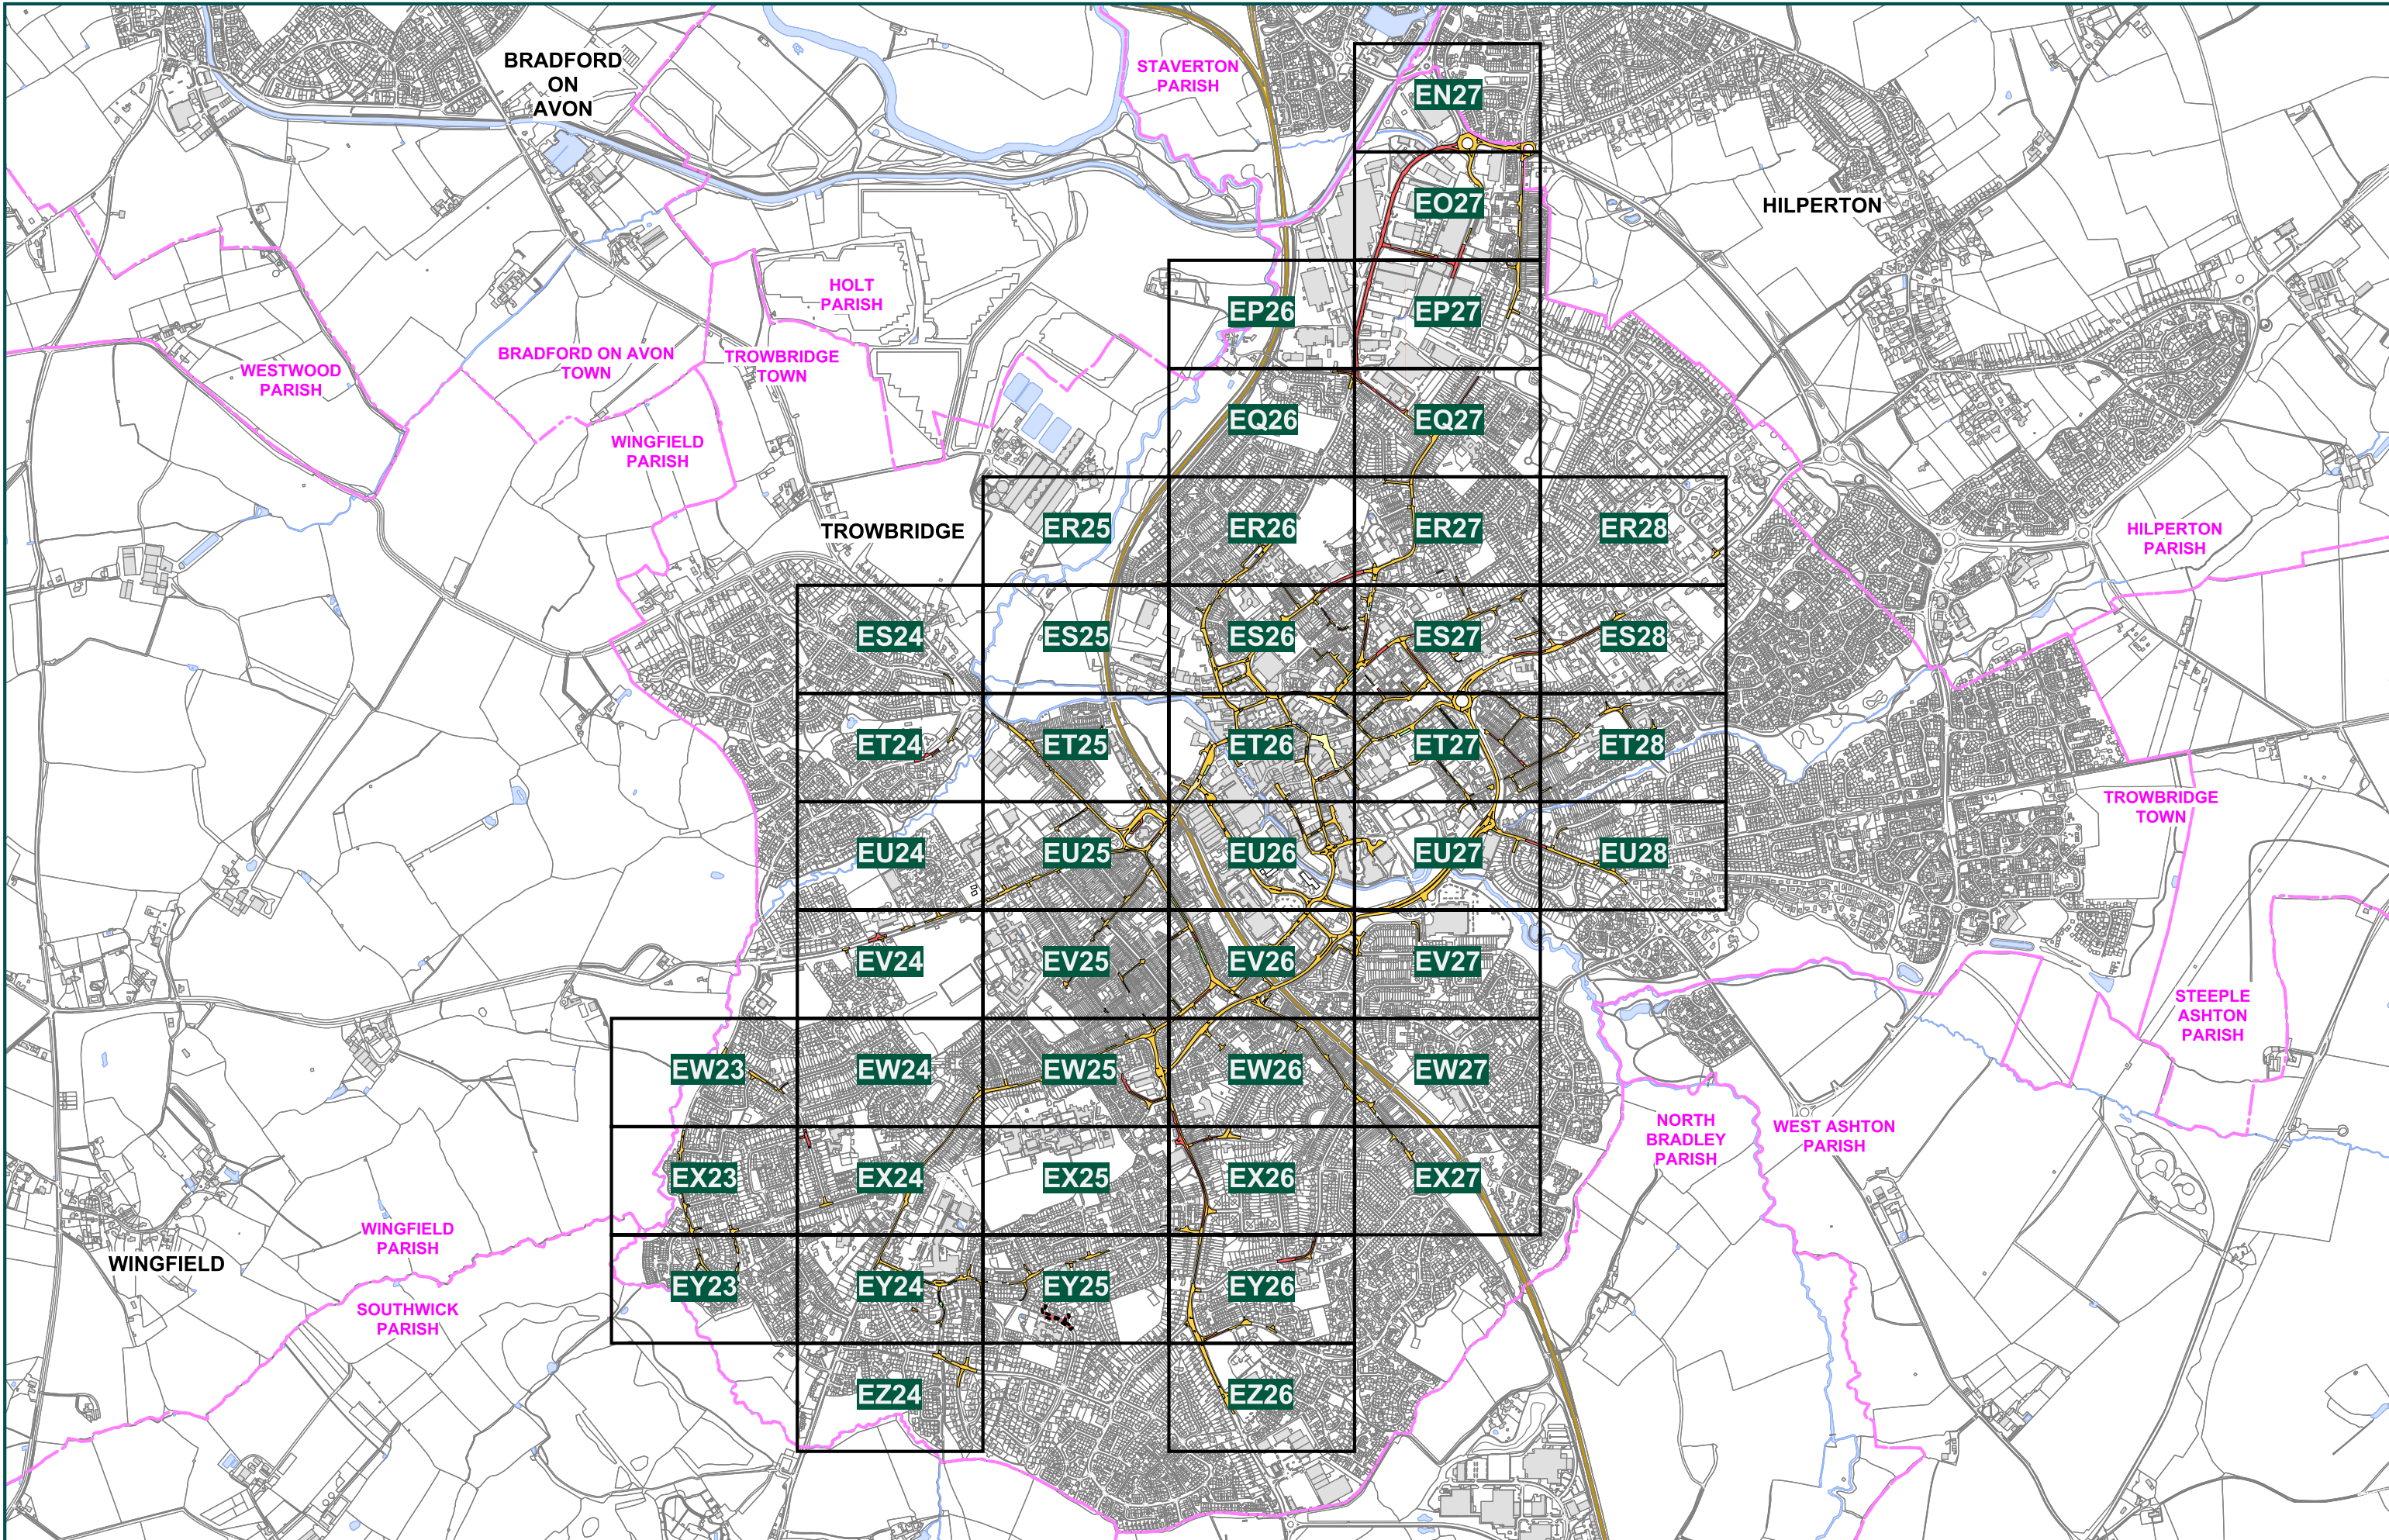 BRADFORD
ON
AVON
STAVERTON
PARISH
EN27
EO27
HILPERTON
HOLT
PARISH
EP26
EP27
WESTWOOD
PARISH
BRADFORD ON AVON
TOWN
TROWBRIDGE
TOWN
WINGFIELD
PARISH
EQ26
EQ27
TROWBRIDGE
ER25
ER26
ER27
ER28
HILPERTON
PARISH
ES24
ES25
ES26
ES27
ES28
ET24
ET25
ET26
ET27
ET28
TROWBRIDGE
TOWN
EU24
EU25
EU26
EU27
EU28
EV24
EV25
EV26
EV27
STEEPLE
ASHTON
PARISH
EW23
EW24
EW25
EW26
EW27
NORTH
BRADLEY
PARISH
WEST ASHTON
PARISH
EX23
EX24
EX25
EX26
EX27
WINGFIELD
PARISH
WINGFIELD
SOUTHWICK
PARISH
EY23
EY24
EY25
EY26
EZ24
EZ26